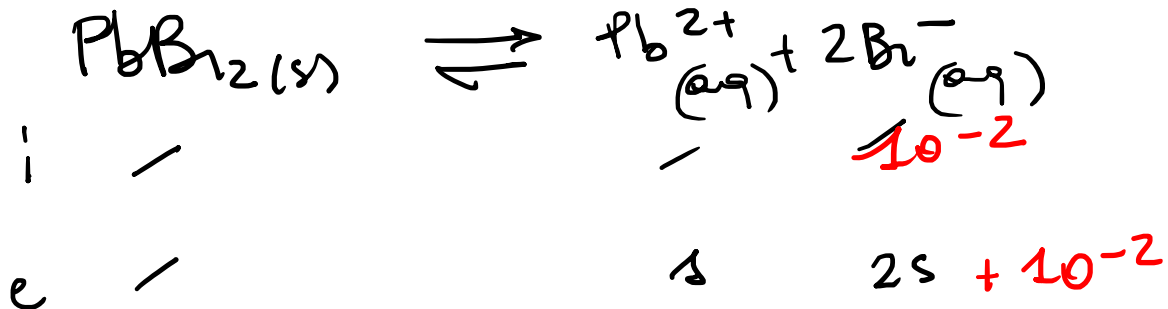 PbBr₂(s) ⇌ Pb²⁺(aq) + 2Br⁻(aq)
i / / 10⁻²
e / s 2s + 10⁻²